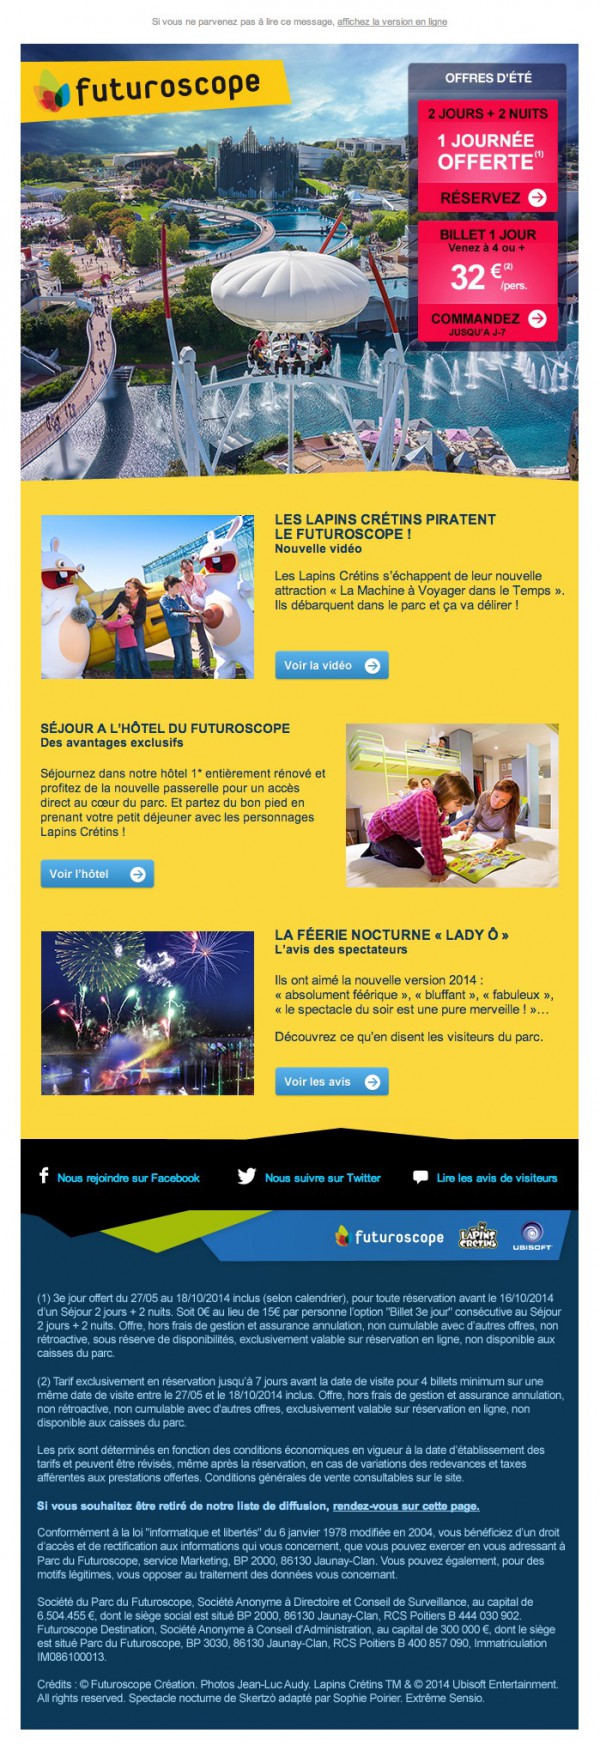 Si vous ne parvenez pas à lire ce message, affichez la version en ligne
futuroscope
OFFRES D'ÉTÉ
2 JOURS + 2 NUITS
1 JOURNÉE
OFFERTE(1)
RÉSERVEZ
BILLET 1 JOUR
Venez à 4 ou +
32 €(2)
/pers.
COMMANDEZ
JUSQU'A J-7
LES LAPINS CRÉTINS PIRATENT
LE FUTUROSCOPE !
Nouvelle vidéo
Les Lapins Crétins s'échappent de leur nouvelle
attraction « La Machine à Voyager dans le Temps ».
Ils débarquent dans le parc et ça va délirer !
Voir la vidéo
SÉJOUR A L'HÔTEL DU FUTUROSCOPE
Des avantages exclusifs
Séjournez dans notre hôtel 1* entièrement rénové et
profitez de la nouvelle passerelle pour un accès
direct au cœur du parc. Et partez du bon pied en
prenant votre petit déjeuner avec les personnages
Lapins Crétins !
Voir l'hôtel
LA FÉERIE NOCTURNE « LADY Ô »
L'avis des spectateurs
Ils ont aimé la nouvelle version 2014 :
« absolument féérique », « bluffant », « fabuleux »,
« le spectacle du soir est une pure merveille ! »…
Découvrez ce qu'en disent les visiteurs du parc.
Voir les avis
Nous rejoindre sur Facebook
Nous suivre sur Twitter
Lire les avis de visiteurs
futuroscope
LAPINS CRÉTINS
UBISOFT
(1) 3e jour offert du 27/05 au 18/10/2014 inclus (selon calendrier), pour toute réservation avant le 16/10/2014
d'un Séjour 2 jours + 2 nuits. Soit 0€ au lieu de 15€ par personne l'option "Billet 3e jour" consécutive au Séjour
2 jours + 2 nuits. Offre, hors frais de gestion et assurance annulation, non cumulable avec d'autres offres, non
rétroactive, sous réserve de disponibilités, exclusivement valable sur réservation en ligne, non disponible aux
caisses du parc.
(2) Tarif exclusivement en réservation jusqu'à 7 jours avant la date de visite pour 4 billets minimum sur une
même date de visite entre le 27/05 et le 18/10/2014 inclus. Offre, hors frais de gestion et assurance annulation,
non rétroactive, non cumulable avec d'autres offres, exclusivement valable sur réservation en ligne, non
disponible aux caisses du parc.
Les prix sont déterminés en fonction des conditions économiques en vigueur à la date d'établissement des
tarifs et peuvent être révisés, même après la réservation, en cas de variations des redevances et taxes
afférentes aux prestations offertes. Conditions générales de vente consultables sur le site.
Si vous souhaitez être retiré de notre liste de diffusion, rendez-vous sur cette page.
Conformément à la loi "informatique et libertés" du 6 janvier 1978 modifiée en 2004, vous bénéficiez d'un droit
d'accès et de rectification aux informations qui vous concernent, que vous pouvez exercer en vous adressant à
Parc du Futuroscope, service Marketing, BP 2000, 86130 Jaunay-Clan. Vous pouvez également, pour des
motifs légitimes, vous opposer au traitement des données vous concernant.
Société du Parc du Futuroscope, Société Anonyme à Directoire et Conseil de Surveillance, au capital de
6.504.455 €, dont le siège social est situé BP 2000, 86130 Jaunay-Clan, RCS Poitiers B 444 030 902.
Futuroscope Destination, Société Anonyme à Conseil d'Administration, au capital de 300 000 €, dont le siège
est situé Parc du Futuroscope, BP 3030, 86130 Jaunay-Clan, RCS Poitiers B 400 857 090, Immatriculation
IM086100013.
Crédits : © Futuroscope Création. Photos Jean-Luc Audy. Lapins Crétins TM & © 2014 Ubisoft Entertainment.
All rights reserved. Spectacle nocturne de Skertzò adapté par Sophie Poirier. Extrême Sensio.